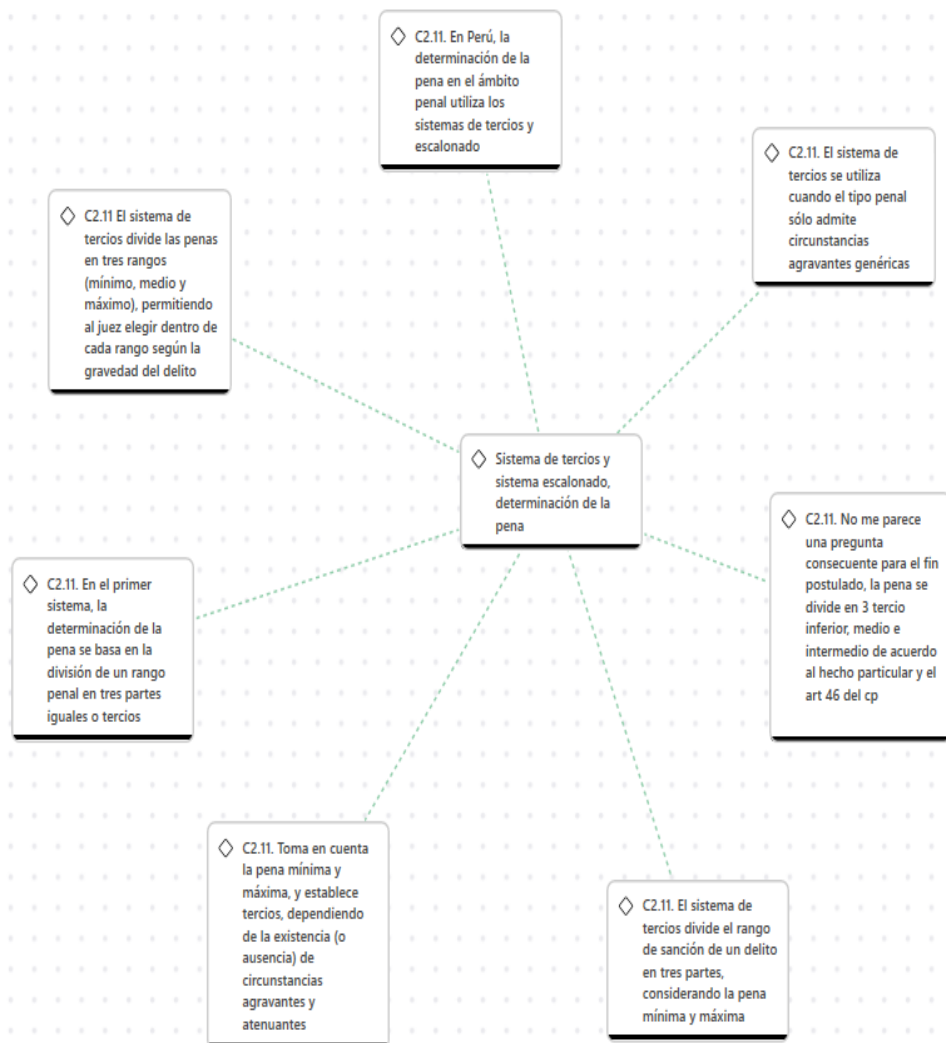 C2.11. En Perú, la
determinación de la
pena en el ámbito
penal utiliza los
sistemas de tercios y
escalonado
C2.11. El sistema de
tercios se utiliza
cuando el tipo penal
sólo admite
circunstancias
agravantes genéricas
C2.11 El sistema de
tercios divide las penas
en tres rangos
(mínimo, medio y
máximo), permitiendo
al juez elegir dentro de
cada rango según la
gravedad del delito
Sistema de tercios y
sistema escalonado,
determinación de la
pena
C2.11. No me parece
una pregunta
consecuente para el fin
postulado, la pena se
divide en 3 tercio
inferior, medio e
intermedio de acuerdo
al hecho particular y el
art 46 del cp
C2.11. En el primer
sistema, la
determinación de la
pena se basa en la
división de un rango
penal en tres partes
iguales o tercios
C2.11. Toma en cuenta
la pena mínima y
máxima, y establece
tercios, dependiendo
de la existencia (o
ausencia) de
circunstancias
agravantes y
atenuantes
C2.11. El sistema de
tercios divide el rango
de sanción de un delito
en tres partes,
considerando la pena
mínima y máxima